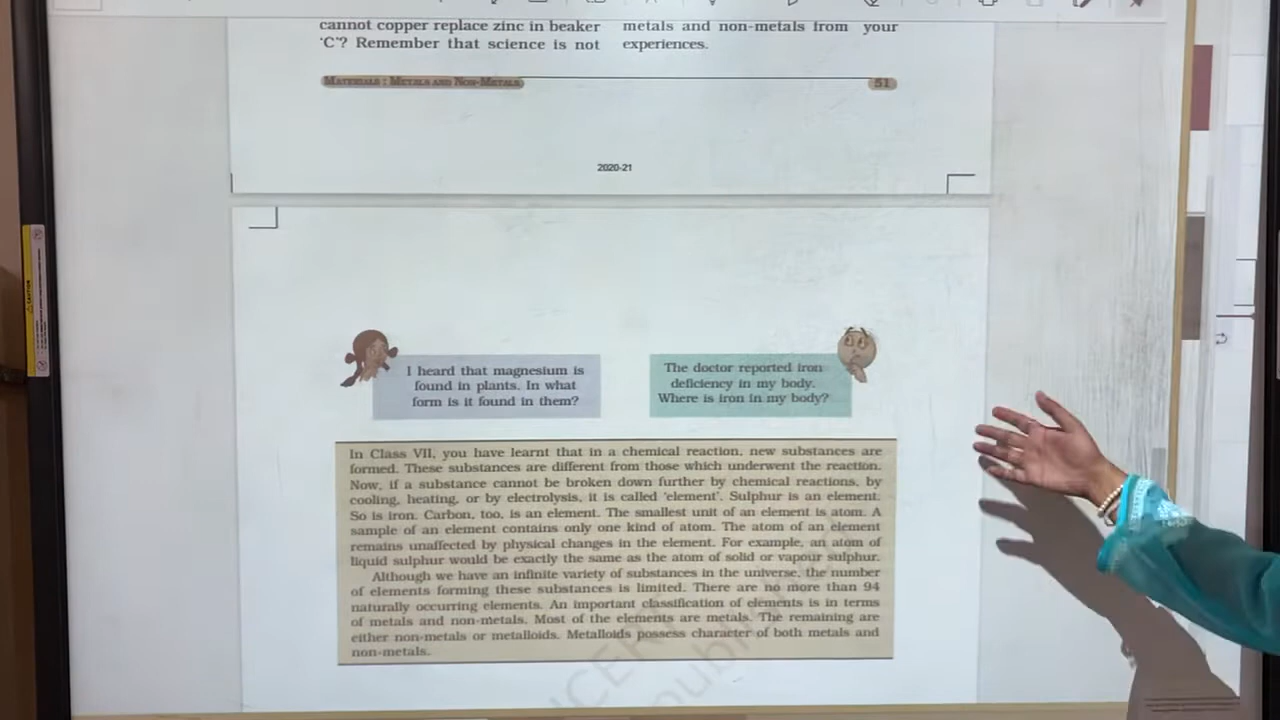 cannot copper replace zinc in beaker
'C'? Remember that science is not
metals and non-metals from your
experiences.
MATERIALS : METALS AND NON-METALS
51
2020-21
I heard that magnesium is
found in plants. In what
form is it found in them?
The doctor reported iron
deficiency in my body.
Where is iron in my body?
In Class VII, you have learnt that in a chemical reaction, new substances are
formed. These substances are different from those which underwent the reaction.
Now, if a substance cannot be broken down further by chemical reactions, by
cooling, heating, or by electrolysis, it is called 'element'. Sulphur is an element.
So is iron. Carbon, too, is an element. The smallest unit of an element is atom. A
sample of an element contains only one kind of atom. The atom of an element
remains unaffected by physical changes in the element. For example, an atom of
liquid sulphur would be exactly the same as the atom of solid or vapour sulphur.
Although we have an infinite variety of substances in the universe, the number
of elements forming these substances is limited. There are no more than 94
naturally occurring elements. An important classification of elements is in terms
of metals and non-metals. Most of the elements are metals. The remaining are
either non-metals or metalloids. Metalloids possess character of both metals and
non-metals.